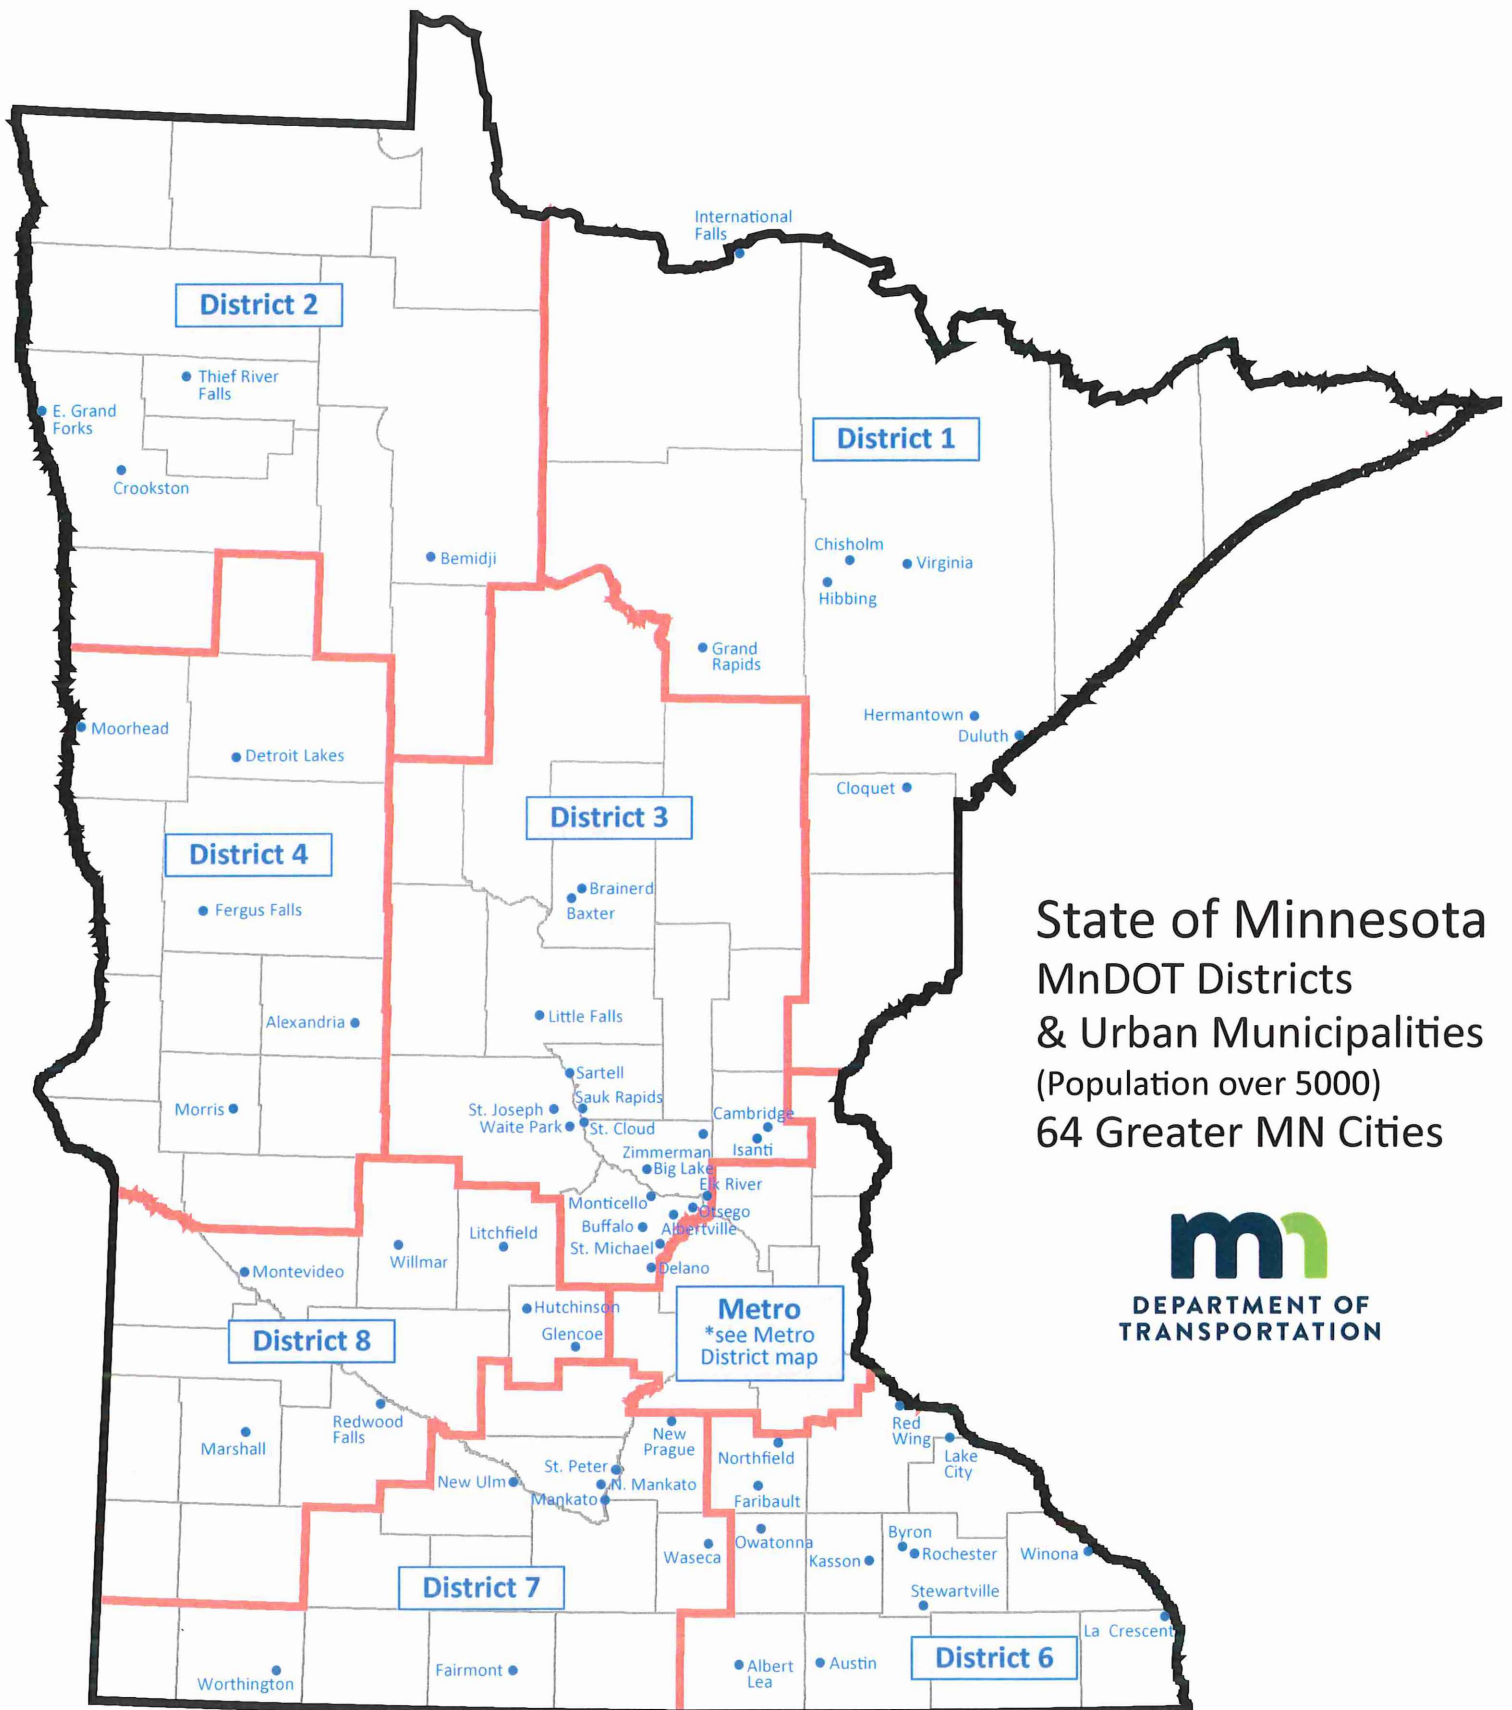 International
Falls
District 2
Thief River
Falls
E. Grand
Forks
Crookston
District 1
Chisholm
Virginia
Hibbing
Bemidji
Grand
Rapids
Hermantown
Duluth
Moorhead
Detroit Lakes
Cloquet
District 3
District 4
Brainerd
Baxter
Fergus Falls
State of Minnesota
MnDOT Districts
& Urban Municipalities
(Population over 5000)
64 Greater MN Cities
Little Falls
Alexandria
Sartell
Sauk Rapids
Morris
St. Joseph
Waite Park
St. Cloud
Cambridge
Isanti
Zimmerman
Big Lake
Elk River
Monticello
Otsego
Buffalo
Albertville
St. Michael
Delano
Litchfield
Willmar
Montevideo
Hutchinson
Glencoe
District 8
Metro
*see Metro
District map
mn
DEPARTMENT OF
TRANSPORTATION
Redwood
Falls
Marshall
New
Prague
Northfield
Red
Wing
Lake
City
St. Peter
New Ulm
N. Mankato
Mankato
Faribault
Owatonna
Waseca
Kasson
Byron
Rochester
Winona
Stewartville
District 7
La Crescent
District 6
Albert
Lea
Austin
Fairmont
Worthington